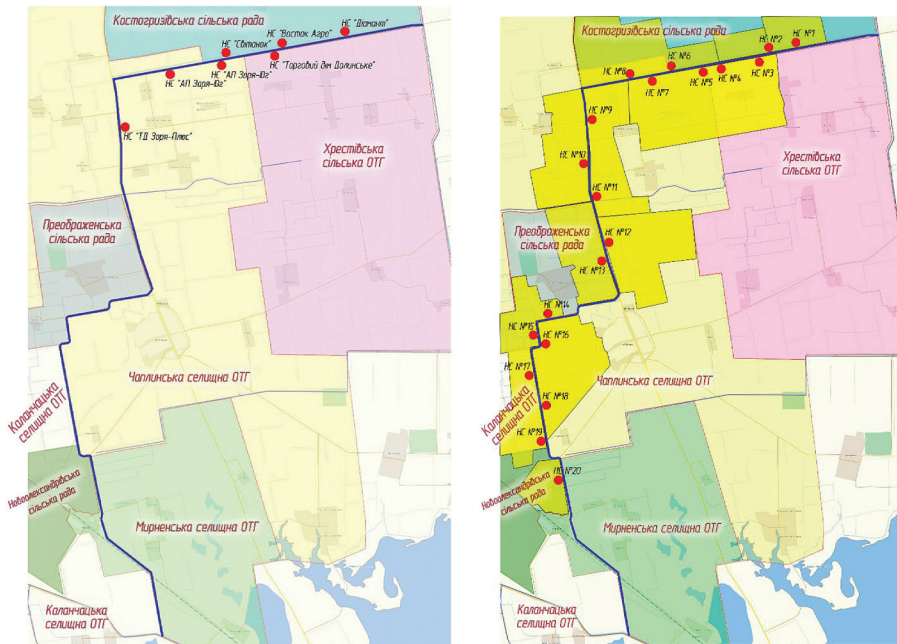 Костогризівська сільська рада
НС "Діамант"
НС "Восток Агро"
НС "Світанок"
НС "Торговий дім Долинське"
НС "АП Зоря-Юг"
НС "АП Зоря-Юг"
НС "ТД Зоря-Плюс"
Хрестівська
сільська ОТГ
Преображенська
сільська рада
Чаплинська селищна ОТГ
Каланчацька
селищна ОТГ
Новоолександрівська
сільська рада
Мирненська селищна ОТГ
Каланчацька
селищна ОТГ
Костогризівська сільська рада
НС №1
НС №2
НС №3
НС №4
НС №5
НС №6
НС №7
НС №8
НС №9
НС №10
НС №11
Хрестівська
сільська ОТГ
Преображенська
сільська рада
НС №12
НС №13
НС №14
НС №15
НС №16
НС №17
Чаплинська селищна ОТГ
Каланчацька
селищна ОТГ
НС №18
НС №19
НС №20
Новоолександрівська
сільська рада
Мирненська селищна ОТГ
Каланчацька
селищна ОТГ